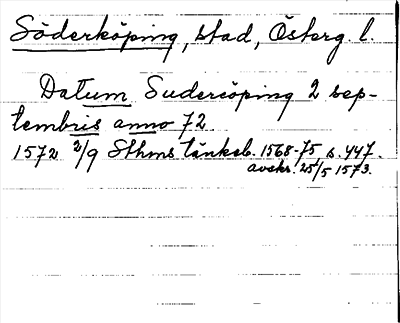 Söderköping, stad, Österg. l.
Datum Sudercöping 2 sep-
tembris anno 72
1572 2/9 Sthms tänkeb. 1568-75 s. 447.
avskr. 25/5 1573.